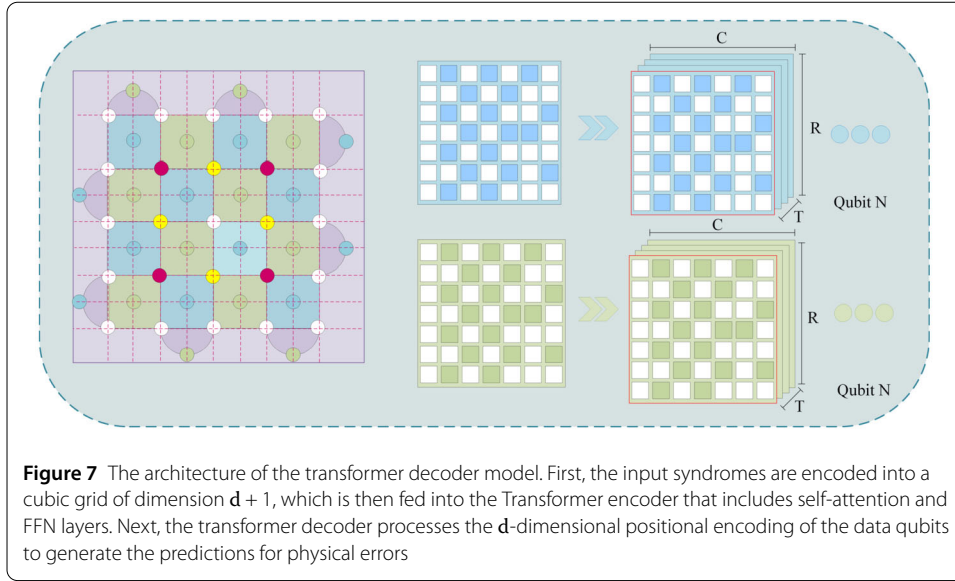 C
R
T
Qubit N
C
R
T
Qubit N
Figure 7 The architecture of the transformer decoder model. First, the input syndromes are encoded into a
cubic grid of dimension d + 1, which is then fed into the Transformer encoder that includes self-attention and
FFN layers. Next, the transformer decoder processes the d-dimensional positional encoding of the data qubits
to generate the predictions for physical errors